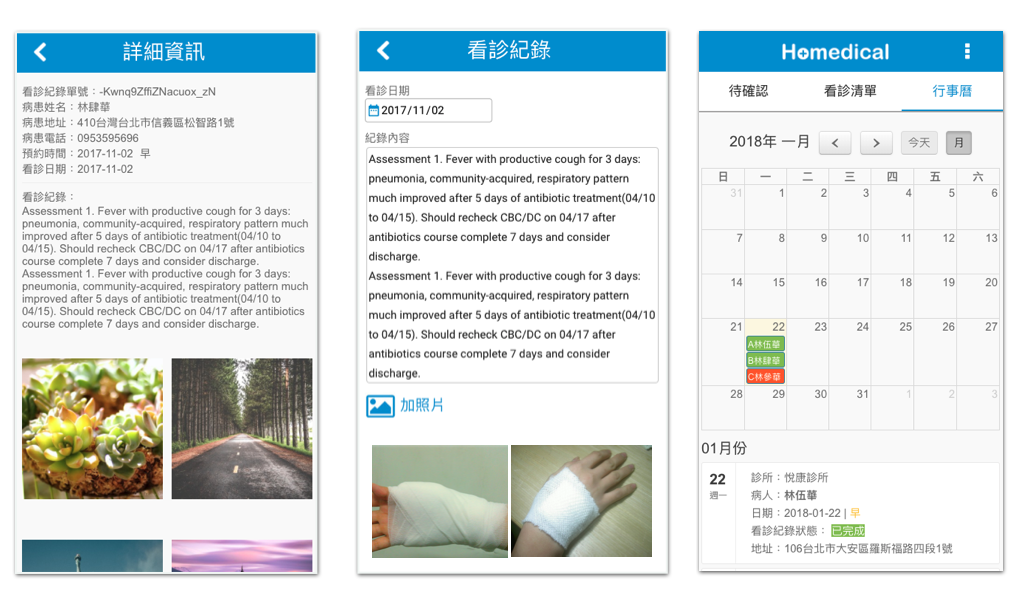 詳細資訊
看診紀錄單號：-Kwnq9ZffiZNacuox_zN
病患姓名：林肆華
病患地址：410台灣台北市信義區松智路1號
病患電話：0953595696
預約時間：2017-11-02 早
看診日期：2017-11-02
看診紀錄：
Assessment 1. Fever with productive cough for 3 days:
pneumonia, community-acquired, respiratory pattern much
improved after 5 days of antibiotic treatment(04/10 to
04/15). Should recheck CBC/DC on 04/17 after antibiotics
course complete 7 days and consider discharge.
Assessment 1. Fever with productive cough for 3 days:
pneumonia, community-acquired, respiratory pattern much
improved after 5 days of antibiotic treatment(04/10 to
04/15). Should recheck CBC/DC on 04/17 after antibiotics
course complete 7 days and consider discharge.
看診紀錄
看診日期
2017/11/02
紀錄內容
Assessment 1. Fever with productive cough for 3 days:
pneumonia, community-acquired, respiratory pattern
much improved after 5 days of antibiotic treatment(04/10
to 04/15). Should recheck CBC/DC on 04/17 after
antibiotics course complete 7 days and consider
discharge.
Assessment 1. Fever with productive cough for 3 days:
pneumonia, community-acquired, respiratory pattern
much improved after 5 days of antibiotic treatment(04/10
to 04/15). Should recheck CBC/DC on 04/17 after
antibiotics course complete 7 days and consider
discharge.
加照片
Homedical
待確認 看診清單 行事曆
2018年 一月 今天 月
日 一 二 三 四 五 六
31 1 2 3 4 5 6
7 8 9 10 11 12 13
14 15 16 17 18 19 20
21 22 23 24 25 26 27
A林伍華
B林肆華
C林參華
28 29 30 31 1 2 3
01月份
22
週一
診所：悅康診所
病人：林伍華
日期：2018-01-22 | 早
看診紀錄狀態：已完成
地址：106台北市大安區羅斯福路四段1號